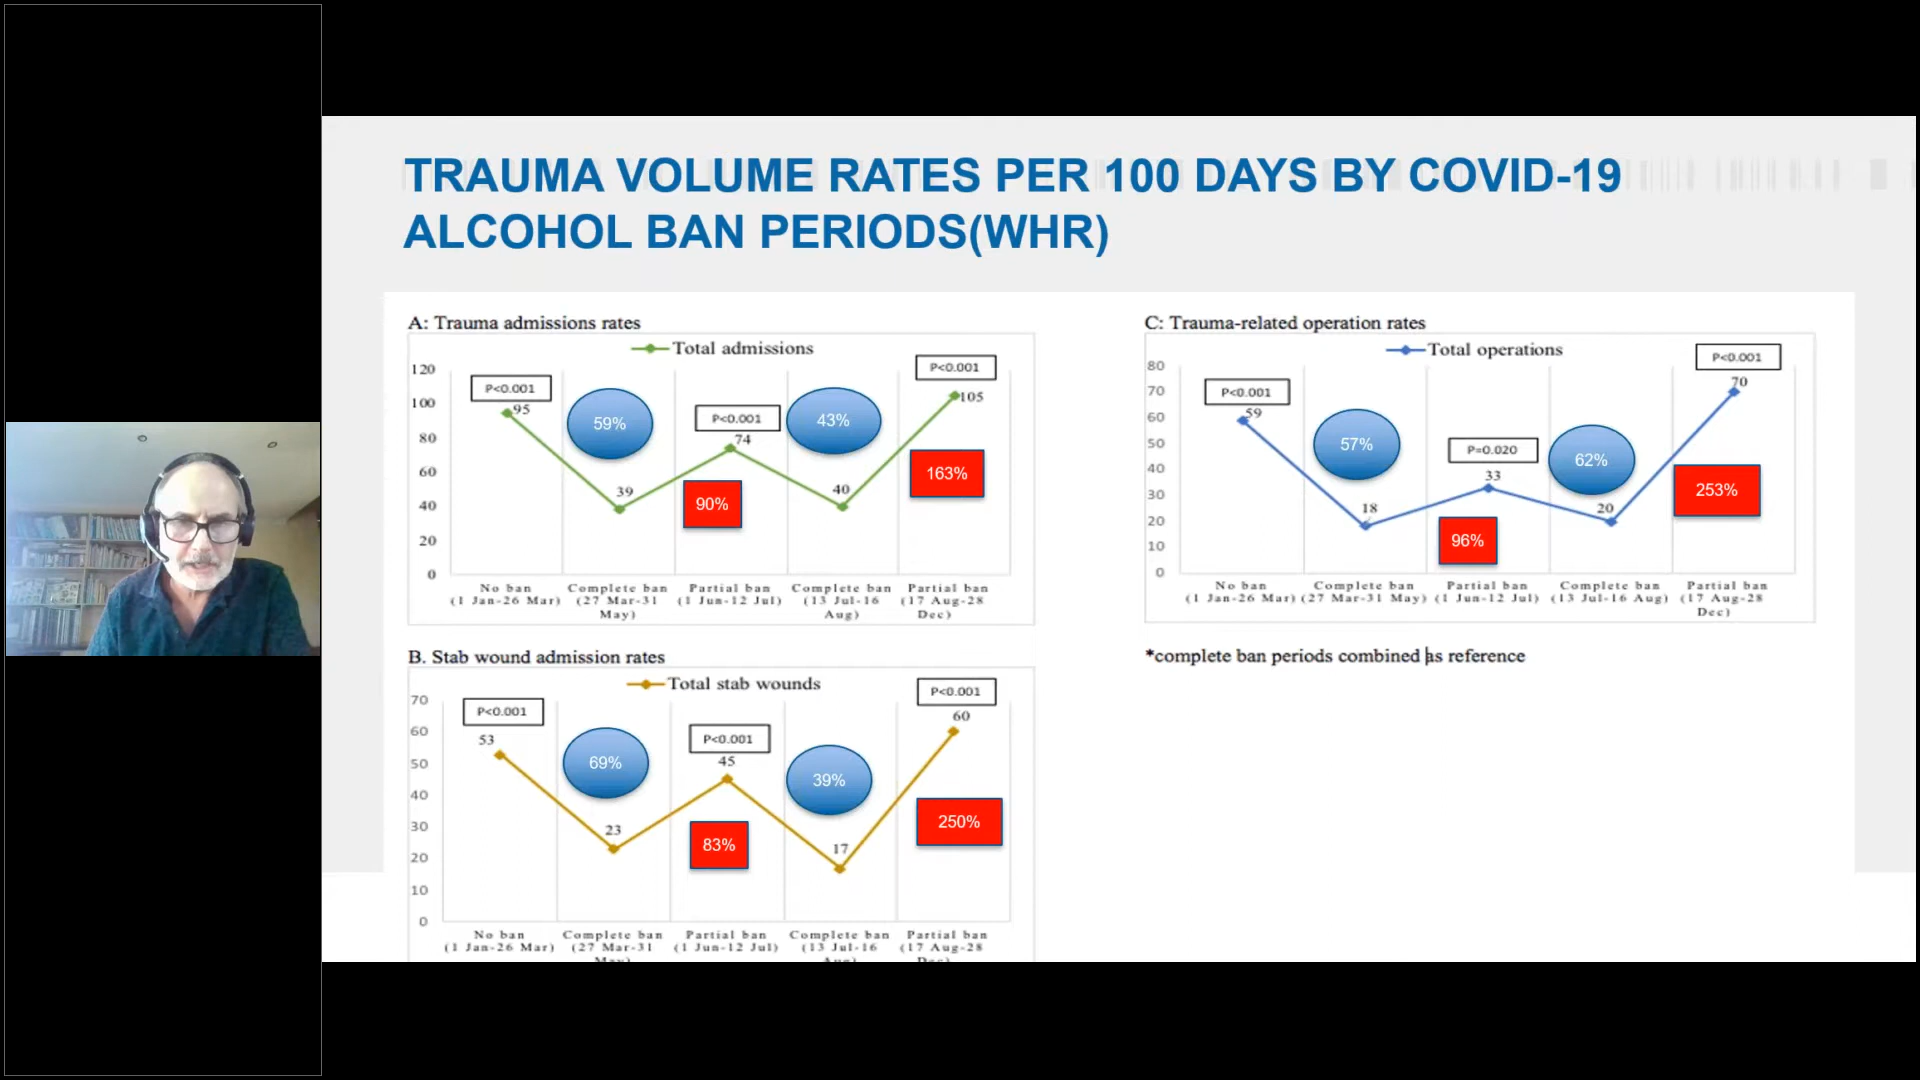 TRAUMA VOLUME RATES PER 100 DAYS BY COVID-19
ALCOHOL BAN PERIODS(WHR)
A: Trauma admissions rates
Total admissions
120
100
80
60
40
20
0
P<0.001
95
59%
39
P<0.001
74
90%
43%
40
P<0.001
105
163%
No ban
(1 Jan-26 Mar)
Complete ban
(27 Mar-31
May)
Partial ban
(1 Jun-12 Jul)
Complete ban
(13 Jul-16
Aug)
Partial ban
(17 Aug-28
Dec)
B. Stab wound admission rates
Total stab wounds
70
60
50
40
30
20
10
0
P<0.001
53
69%
23
P<0.001
45
83%
39%
17
P<0.001
60
250%
No ban
(1 Jan-26 Mar)
Complete ban
(27 Mar-31
May)
Partial ban
(1 Jun-12 Jul)
Complete ban
(13 Jul-16
Aug)
Partial ban
(17 Aug-28
Dec)
C: Trauma-related operation rates
Total operations
80
70
60
50
40
30
20
10
0
P<0.001
59
57%
18
P=0.020
33
96%
62%
20
P<0.001
70
253%
No ban
(1 Jan-26 Mar)
Complete ban
(27 Mar-31 May)
Partial ban
(1 Jun-12 Jul)
Complete ban
(13 Jul-16 Aug)
Partial ban
(17 Aug-28
Dec)
*complete ban periods combined as reference